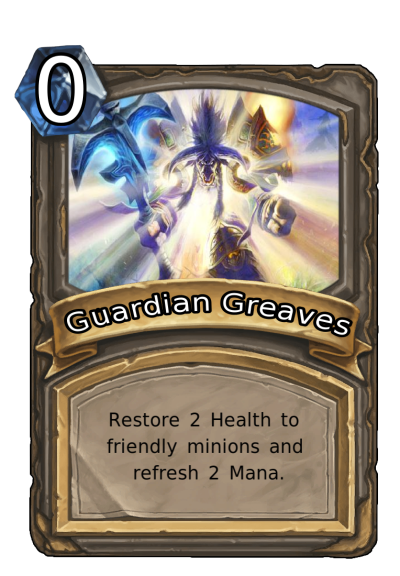 0
Guardian Greaves
Restore 2 Health to
friendly minions and
refresh 2 Mana.